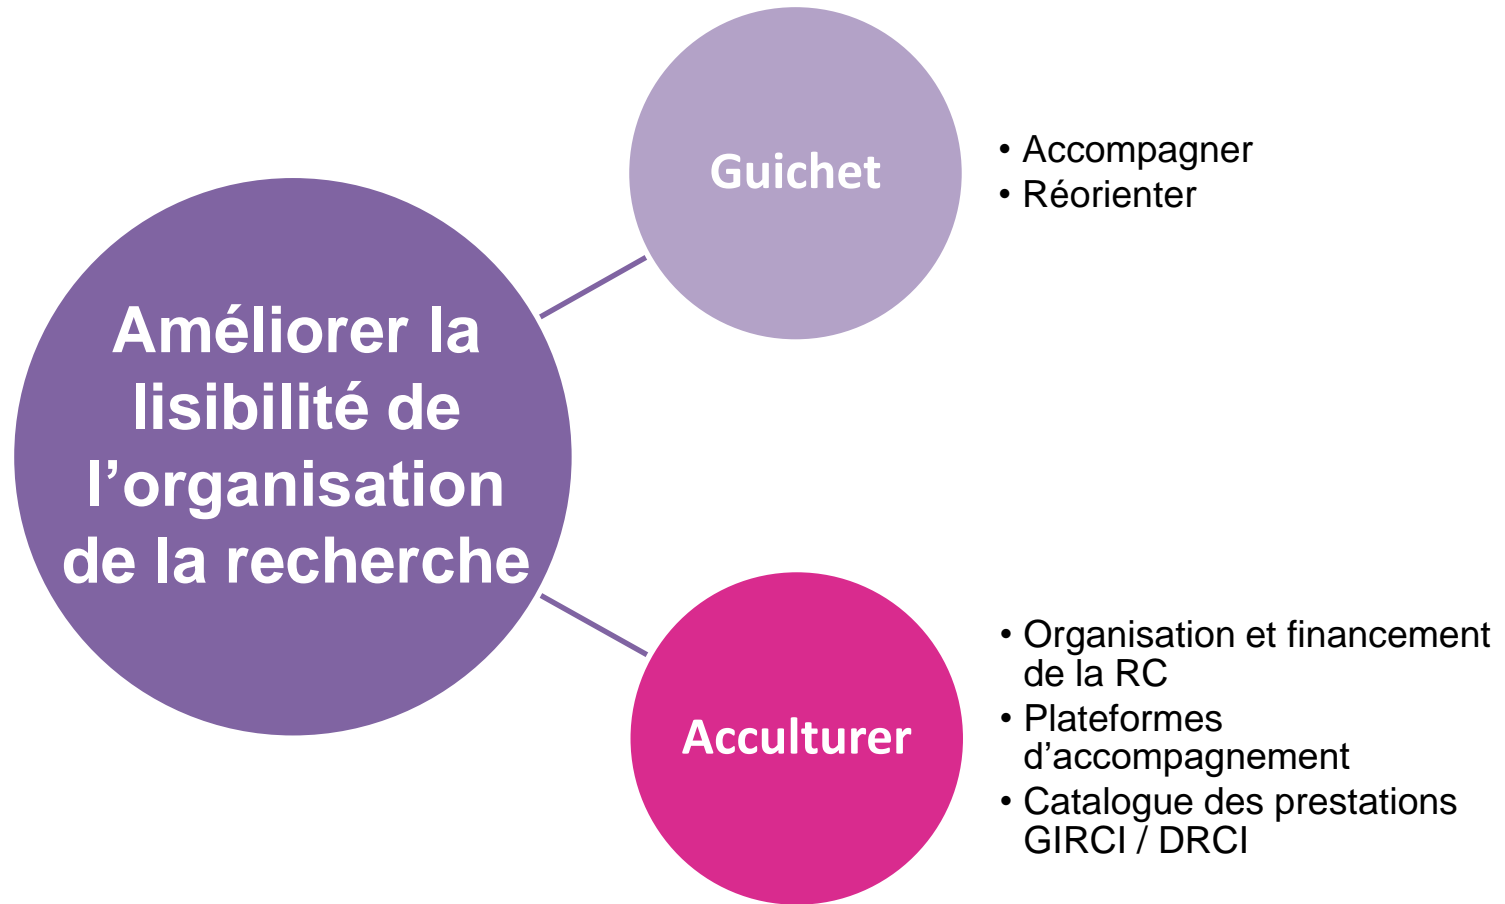 Améliorer la
lisibilité de
l’organisation
de la recherche
Guichet
• Accompagner
• Réorienter
Acculturer
• Organisation et financement
de la RC
• Plateformes
d’accompagnement
• Catalogue des prestations
GIRCI / DRCI